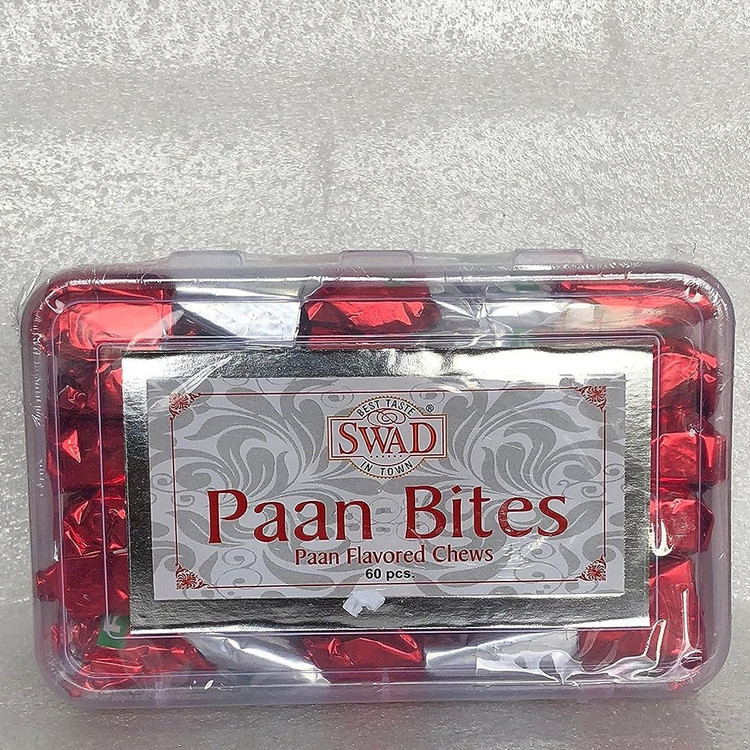 BEST TASTE
&
SWAD®
IN TOWN
Paan Bites
Paan Flavored Chews
60 pcs.